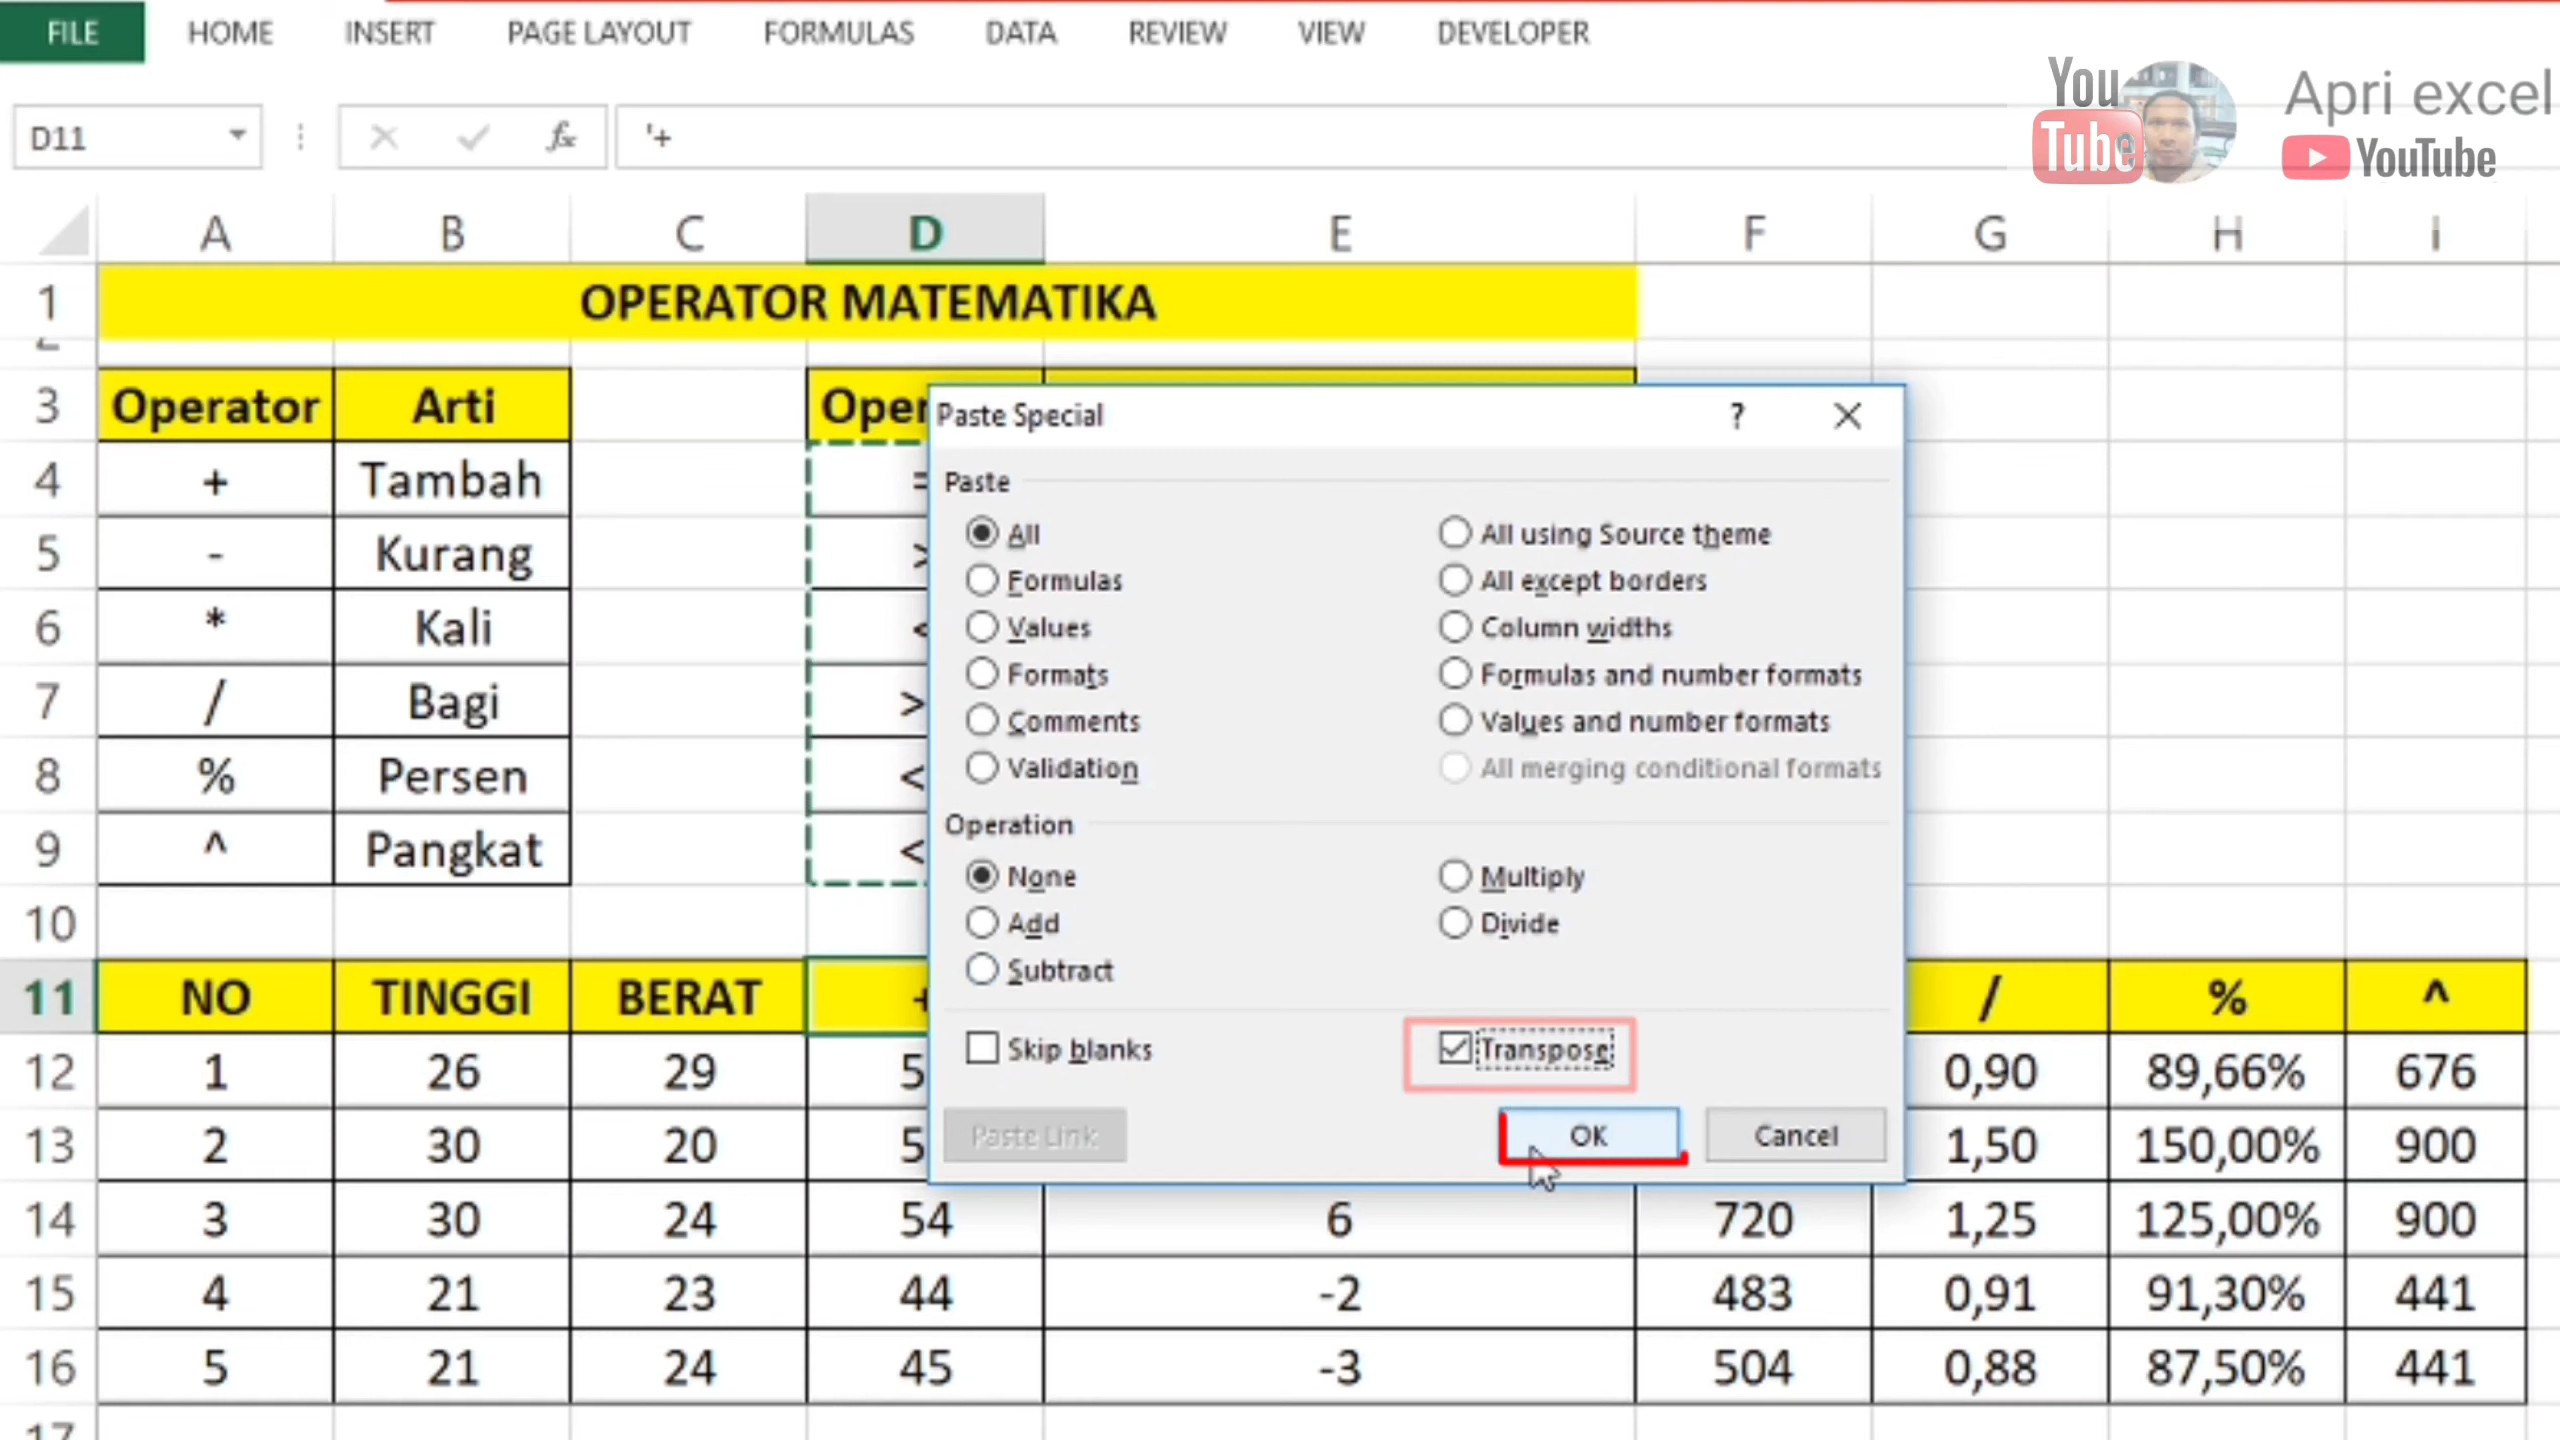 FILE HOME INSERT PAGE LAYOUT FORMULAS DATA REVIEW VIEW DEVELOPER
You Tube Apri excel
YouTube
D11 fx '+
A B C D E F G H I
1 OPERATOR MATEMATIKA
3 Operator Arti Oper
4 + Tambah =
5 - Kurang >
6 * Kali <
7 / Bagi >
8 % Persen <
9 ^ Pangkat <
10
11 NO TINGGI BERAT + / % ^
12 1 26 29 5 0,90 89,66% 676
13 2 30 20 5 1,50 150,00% 900
14 3 30 24 54 6 720 1,25 125,00% 900
15 4 21 23 44 -2 483 0,91 91,30% 441
16 5 21 24 45 -3 504 0,88 87,50% 441
17
Paste Special ?
Paste
All All using Source theme
Formulas All except borders
Values Column widths
Formats Formulas and number formats
Comments Values and number formats
Validation All merging conditional formats
Operation
None Multiply
Add Divide
Subtract
Skip blanks Transpose
Paste Link OK Cancel